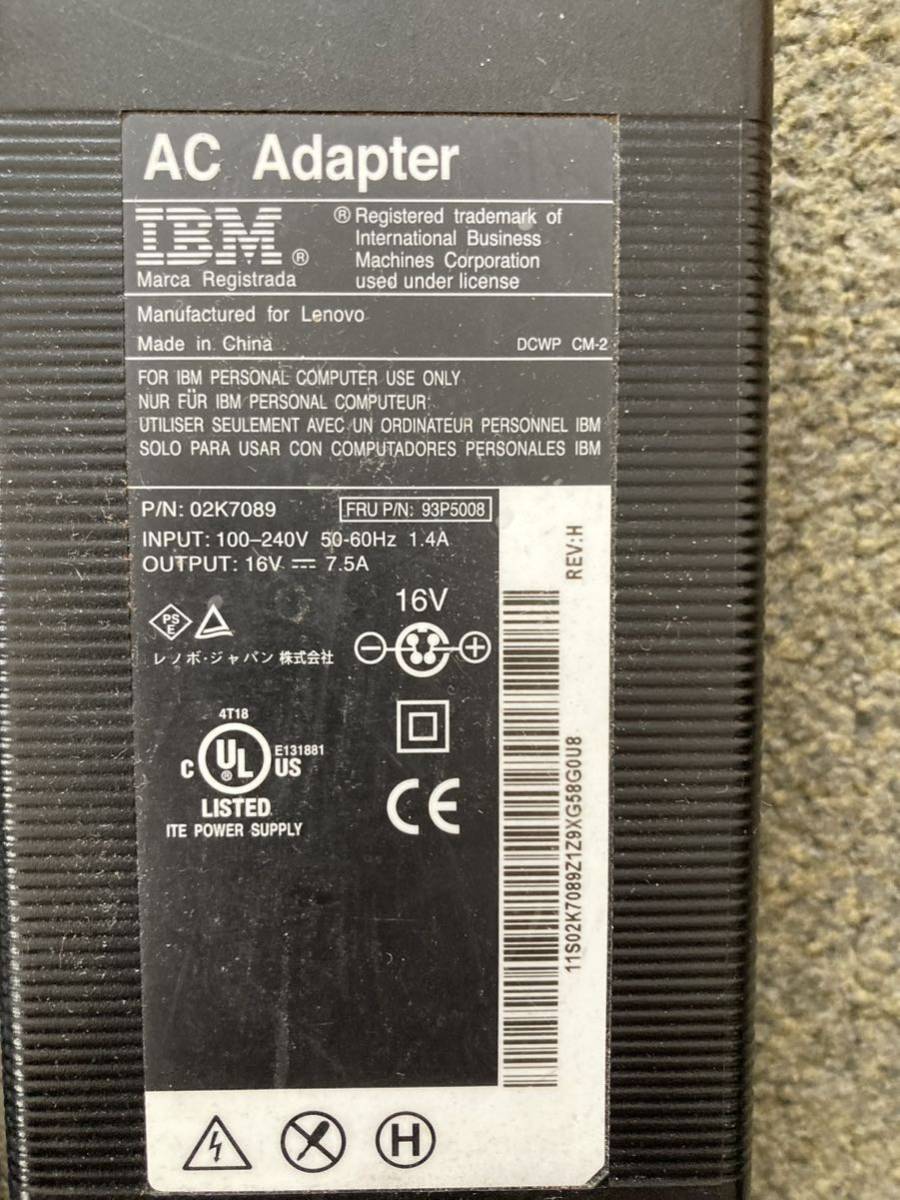 AC Adapter
IBM®
Marca Registrada
® Registered trademark of
International Business
Machines Corporation
used under license
Manufactured for Lenovo
Made in China
DCWP CM-2
FOR IBM PERSONAL COMPUTER USE ONLY
NUR FÜR IBM PERSONAL COMPUTEUR
UTILISER SEULEMENT AVEC UN ORDINATEUR PERSONNEL IBM
SOLO PARA USAR CON COMPUTADORES PERSONALES IBM
P/N: 02K7089
FRU P/N: 93P5008
INPUT: 100–240V 50-60Hz 1.4A
OUTPUT: 16V ⎓ 7.5A
PS
E
レノボ・ジャパン 株式会社
16V
− +
4T18
C UL® US
E131881
LISTED
ITE POWER SUPPLY
CE
REV:H
11S02K7089Z1Z9XG58G0U8
H